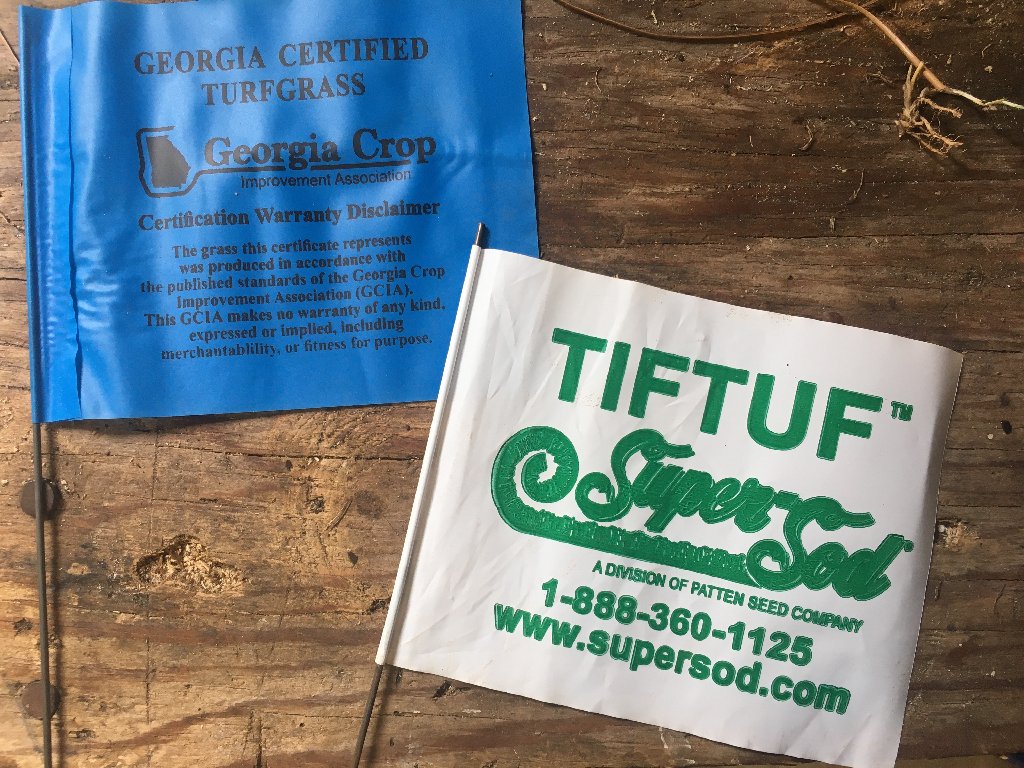 GEORGIA CERTIFIED
TURFGRASS
Georgia Crop
Improvement Association
Certification Warranty Disclaimer
The grass this certificate represents
was produced in accordance with
the published standards of the Georgia Crop
Improvement Association (GCIA).
This GCIA makes no warranty of any kind,
expressed or implied, including
merchantablility, or fitness for purpose.
TIFTUF™
Super-Sod®
A DIVISION OF PATTEN SEED COMPANY
1-888-360-1125
www.supersod.com